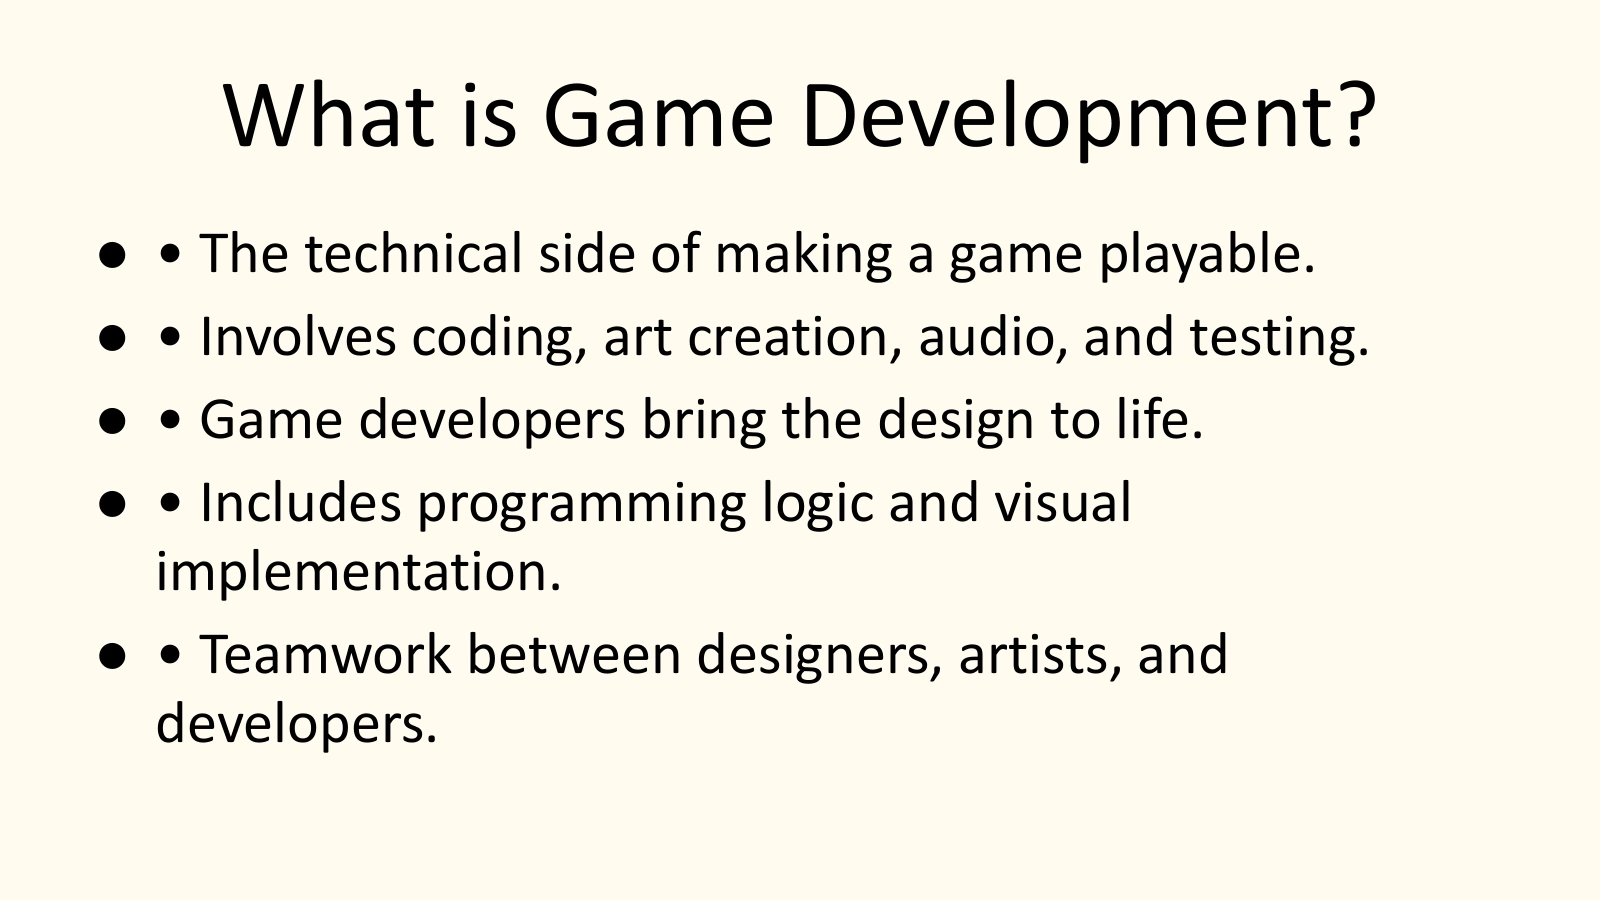 What is Game Development?
● • The technical side of making a game playable.
● • Involves coding, art creation, audio, and testing.
● • Game developers bring the design to life.
● • Includes programming logic and visual
implementation.
● • Teamwork between designers, artists, and
developers.